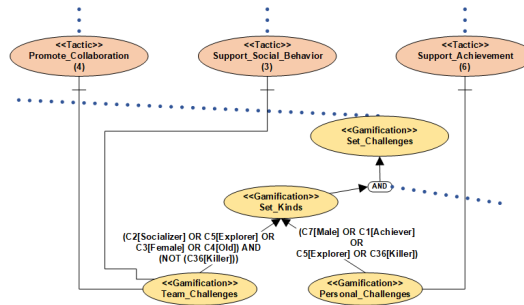 <<Tactic>>
Promote_Collaboration
(4)
<<Tactic>>
Support_Social_Behavior
(3)
<<Tactic>>
Support_Achievement
(6)
<<Gamification>>
Set_Challenges
AND
<<Gamification>>
Set_Kinds
(C2[Socializer] OR C5[Explorer] OR
C3[Female] OR C4[Old]) AND
(NOT (C36[Killer]))
(C7[Male] OR C1[Achiever]
OR
C5[Explorer] OR C36[Killer])
<<Gamification>>
Team_Challenges
<<Gamification>>
Personal_Challenges